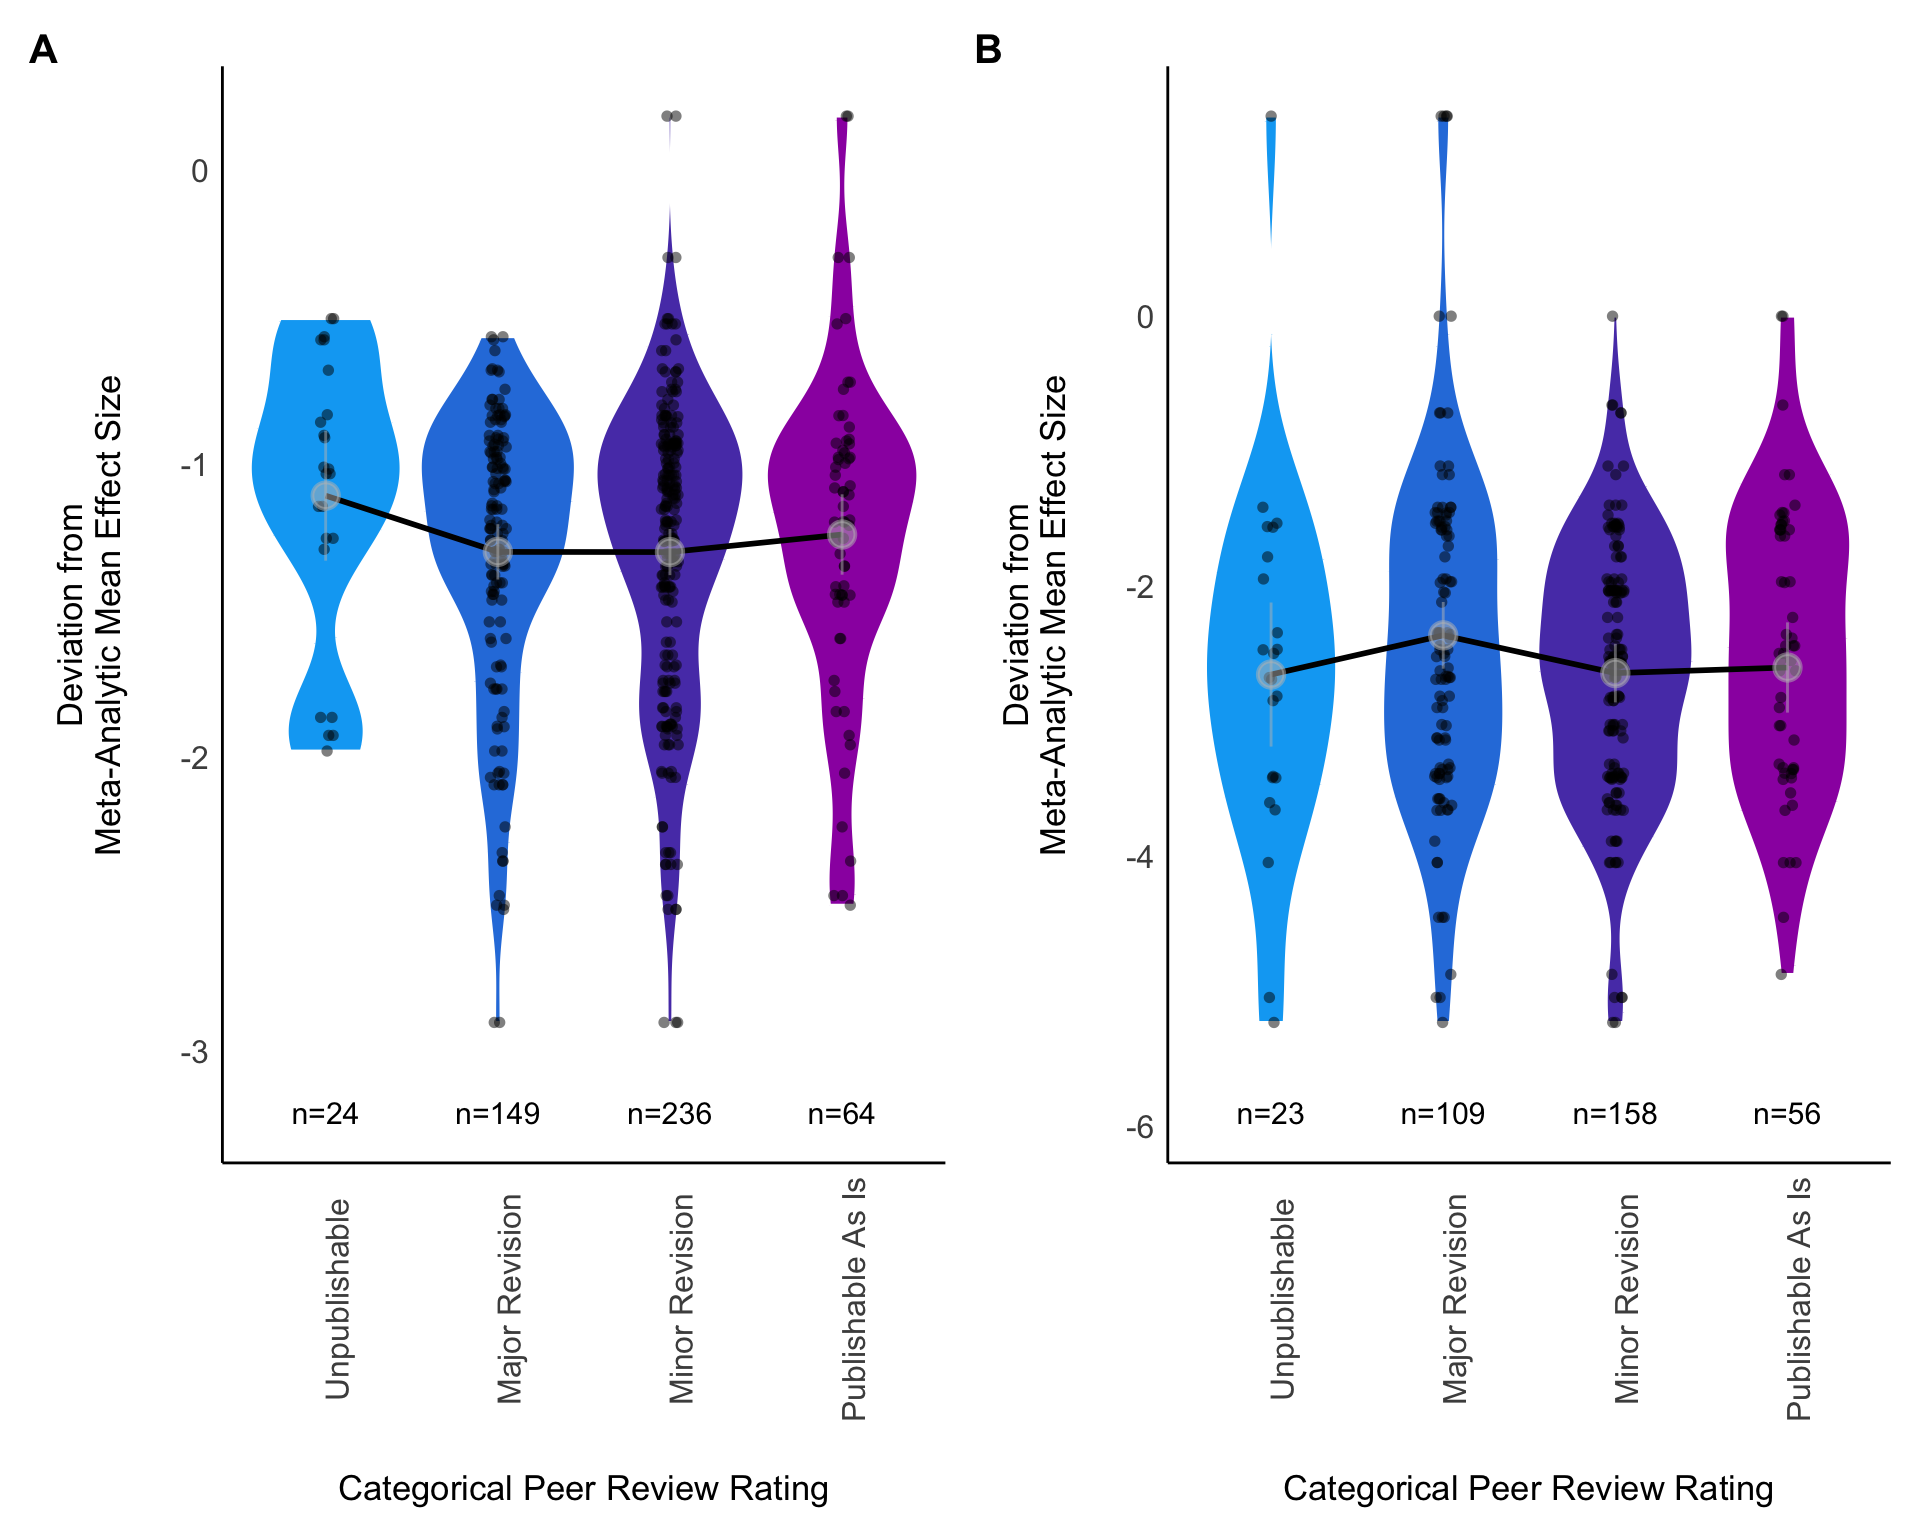 A
Deviation from
Meta-Analytic Mean Effect Size
0
-1
-2
-3
n=24
n=149
n=236
n=64
Unpublishable
Major Revision
Minor Revision
Publishable As Is
Categorical Peer Review Rating
B
Deviation from
Meta-Analytic Mean Effect Size
0
-2
-4
-6
n=23
n=109
n=158
n=56
Unpublishable
Major Revision
Minor Revision
Publishable As Is
Categorical Peer Review Rating